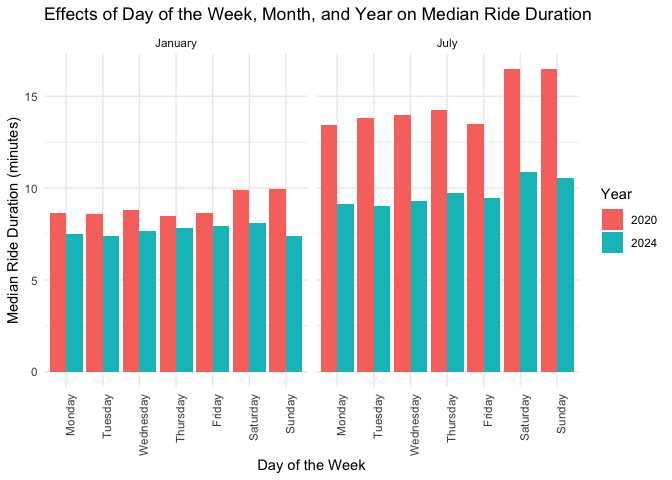 Effects of Day of the Week, Month, and Year on Median Ride Duration
January
July
Median Ride Duration (minutes)
15
10
5
0
Monday
Tuesday
Wednesday
Thursday
Friday
Saturday
Sunday
Monday
Tuesday
Wednesday
Thursday
Friday
Saturday
Sunday
Day of the Week
Year
2020
2024